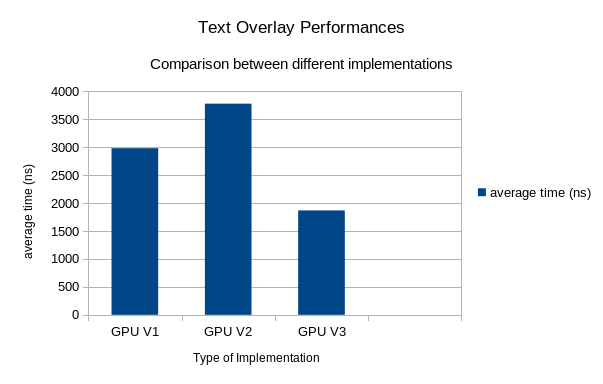 Text Overlay Performances
Comparison between different implementations
4000
3500
3000
2500
2000
1500
1000
500
0
average time (ns)
average time (ns)
GPU V1 GPU V2 GPU V3
Type of Implementation